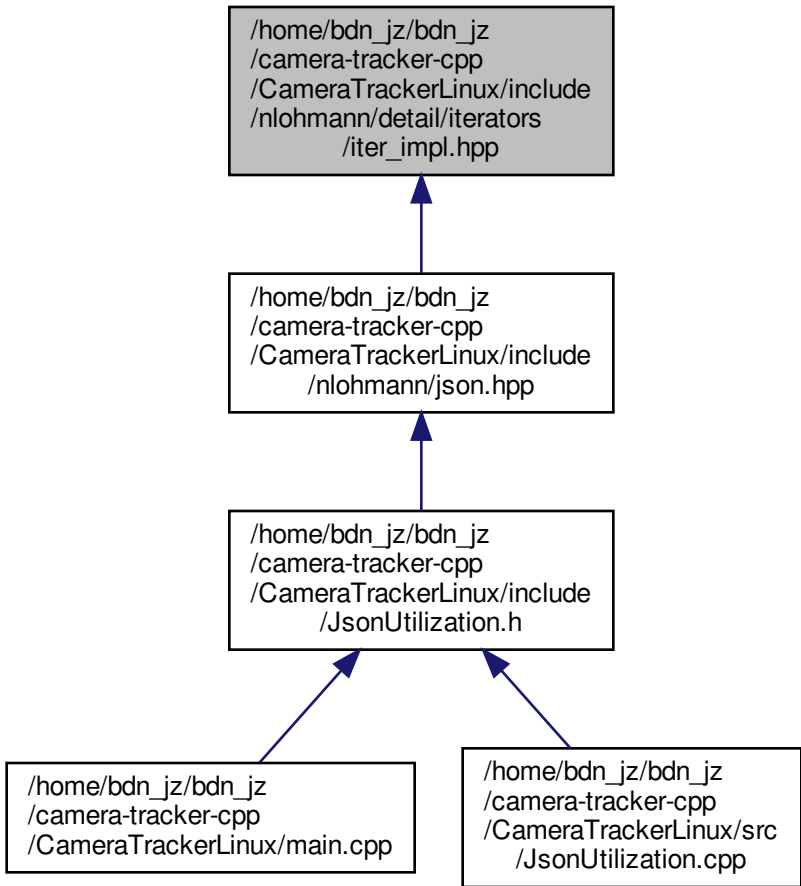 /home/bdn_jz/bdn_jz
/camera-tracker-cpp
/CameraTrackerLinux/include
/nlohmann/detail/iterators
/iter_impl.hpp
/home/bdn_jz/bdn_jz
/camera-tracker-cpp
/CameraTrackerLinux/include
/nlohmann/json.hpp
/home/bdn_jz/bdn_jz
/camera-tracker-cpp
/CameraTrackerLinux/include
/JsonUtilization.h
/home/bdn_jz/bdn_jz
/camera-tracker-cpp
/CameraTrackerLinux/main.cpp
/home/bdn_jz/bdn_jz
/camera-tracker-cpp
/CameraTrackerLinux/src
/JsonUtilization.cpp